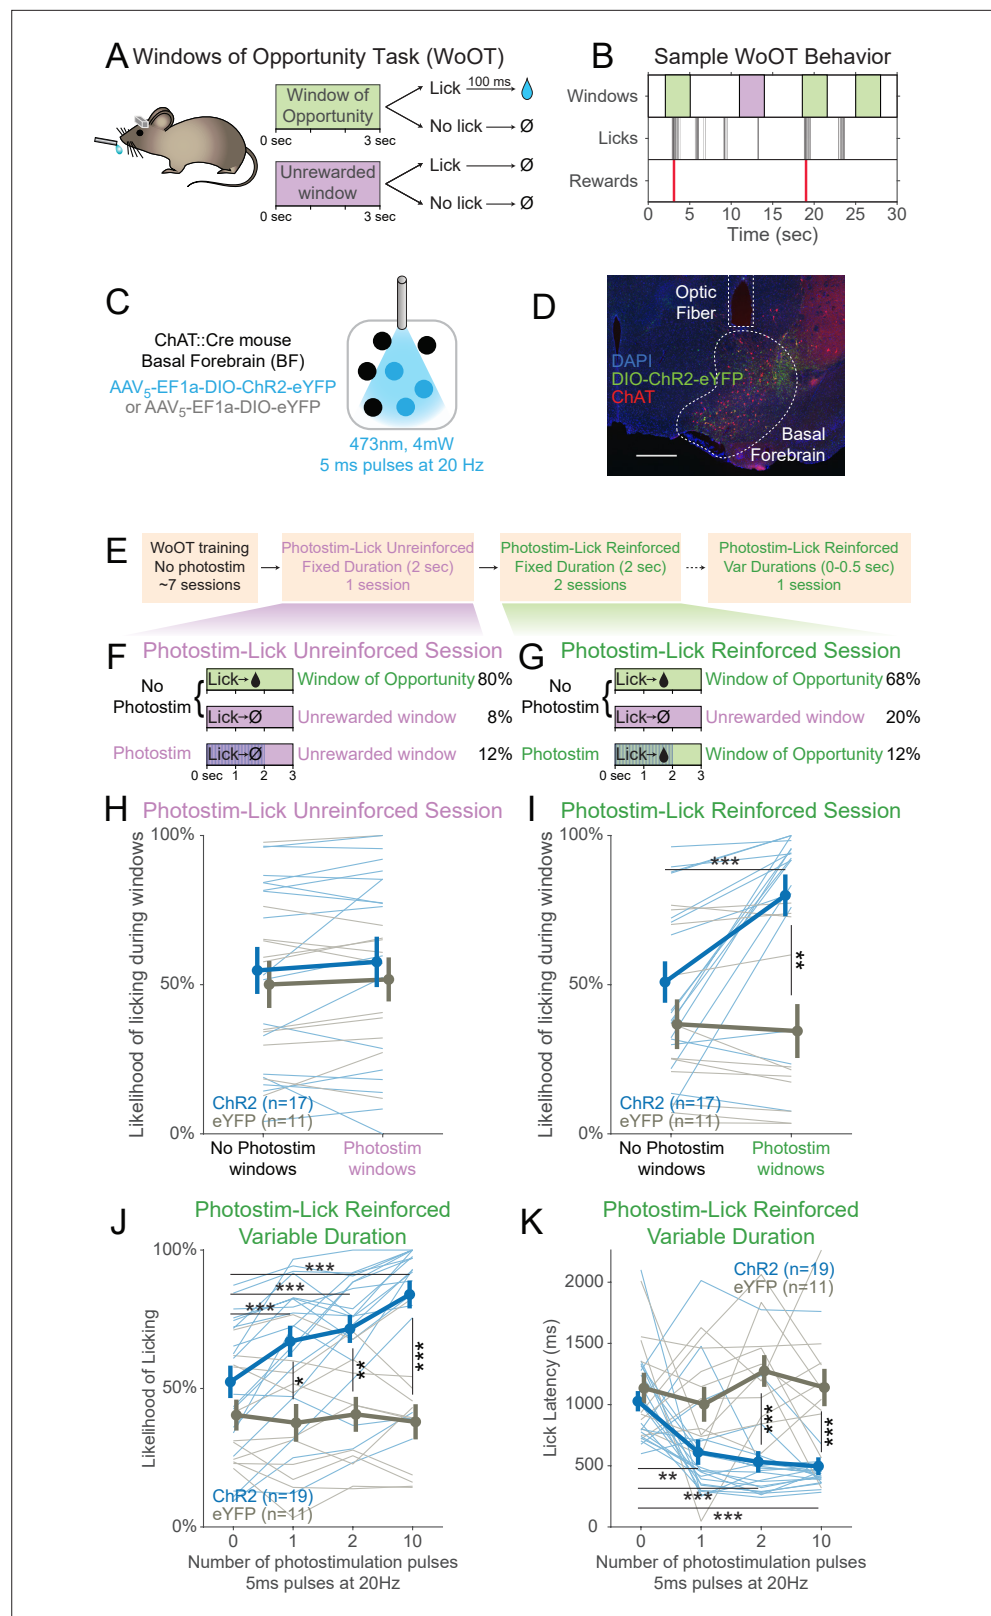 A Windows of Opportunity Task (WoOT)
Window of
Opportunity
0 sec 3 sec
Lick 100 ms
No lick Ø
Unrewarded
window
0 sec 3 sec
Lick Ø
No lick Ø
B Sample WoOT Behavior
Windows
Licks
Rewards
0 5 10 15 20 25 30
Time (sec)
C
ChAT::Cre mouse
Basal Forebrain (BF)
AAV5-EF1a-DIO-ChR2-eYFP
or AAV5-EF1a-DIO-eYFP
473nm, 4mW
5 ms pulses at 20 Hz
D
Optic
Fiber
DAPI
DIO-ChR2-eYFP
ChAT
Basal
Forebrain
E
WoOT training
No photostim
~7 sessions
Photostim-Lick Unreinforced
Fixed Duration (2 sec)
1 session
Photostim-Lick Reinforced
Fixed Duration (2 sec)
2 sessions
Photostim-Lick Reinforced
Var Durations (0-0.5 sec)
1 session
F Photostim-Lick Unreinforced Session
No
Photostim
Lick Window of Opportunity 80%
Lick Ø Unrewarded window 8%
Photostim Lick Ø Unrewarded window 12%
0 sec 1 2 3
G Photostim-Lick Reinforced Session
No
Photostim
Lick Window of Opportunity 68%
Lick Ø Unrewarded window 20%
Photostim Lick Window of Opportunity 12%
0 sec 1 2 3
H Photostim-Lick Unreinforced Session
Likelihood of licking during windows
100%
50%
0%
ChR2 (n=17)
eYFP (n=11)
No Photostim
windows
Photostim
windows
I Photostim-Lick Reinforced Session
Likelihood of licking during windows
100%
50%
0%
***
**
ChR2 (n=17)
eYFP (n=11)
No Photostim
windows
Photostim
widnows
J Photostim-Lick Reinforced
Variable Duration
Likelihood of Licking
100%
50%
0%
***
***
***
*
**
***
ChR2 (n=19)
eYFP (n=11)
0 1 2 10
Number of photostimulation pulses
5ms pulses at 20Hz
K Photostim-Lick Reinforced
Variable Duration
Lick Latency (ms)
2000
1500
1000
500
0
ChR2 (n=19)
eYFP (n=11)
***
***
**
***
***
0 1 2 10
Number of photostimulation pulses
5ms pulses at 20Hz